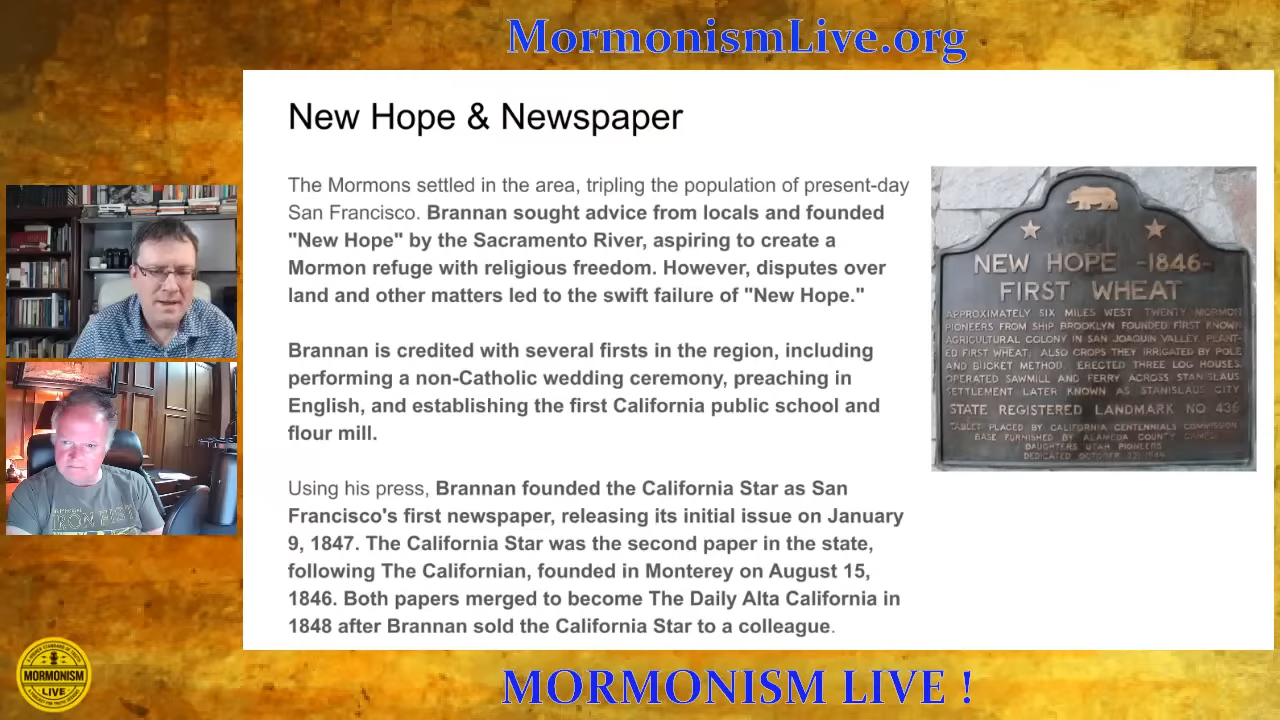 MormonismLive.org
New Hope & Newspaper
The Mormons settled in the area, tripling the population of present-day
San Francisco. Brannan sought advice from locals and founded
"New Hope" by the Sacramento River, aspiring to create a
Mormon refuge with religious freedom. However, disputes over
land and other matters led to the swift failure of "New Hope."
Brannan is credited with several firsts in the region, including
performing a non-Catholic wedding ceremony, preaching in
English, and establishing the first California public school and
flour mill.
Using his press, Brannan founded the California Star as San
Francisco's first newspaper, releasing its initial issue on January
9, 1847. The California Star was the second paper in the state,
following The Californian, founded in Monterey on August 15,
1846. Both papers merged to become The Daily Alta California in
1848 after Brannan sold the California Star to a colleague.
NEW HOPE -1846-
FIRST WHEAT
APPROXIMATELY SIX MILES WEST TWENTY MORMON
PIONEERS FROM SHIP BROOKLYN FOUNDED FIRST KNOWN
AGRICULTURAL COLONY IN SAN JOAQUIN VALLEY. PLANT-
ED FIRST WHEAT, ALSO CROPS THEY IRRIGATED BY POLE
AND BUCKET METHOD. ERECTED THREE LOG HOUSES,
OPERATED SAWMILL AND FERRY ACROSS STANISLAUS.
SETTLEMENT LATER KNOWN AS STANISLAUS CITY
STATE REGISTERED LANDMARK NO 436
TABLET PLACED BY CALIFORNIA CENTENNIALS COMMISSION
BASE FURNISHED BY ALAMEDA COUNTY
DAUGHTERS UTAH PIONEERS
DEDICATED OCTOBER
IRON FIST
MORMONISM
LIVE
MORMONISM LIVE !